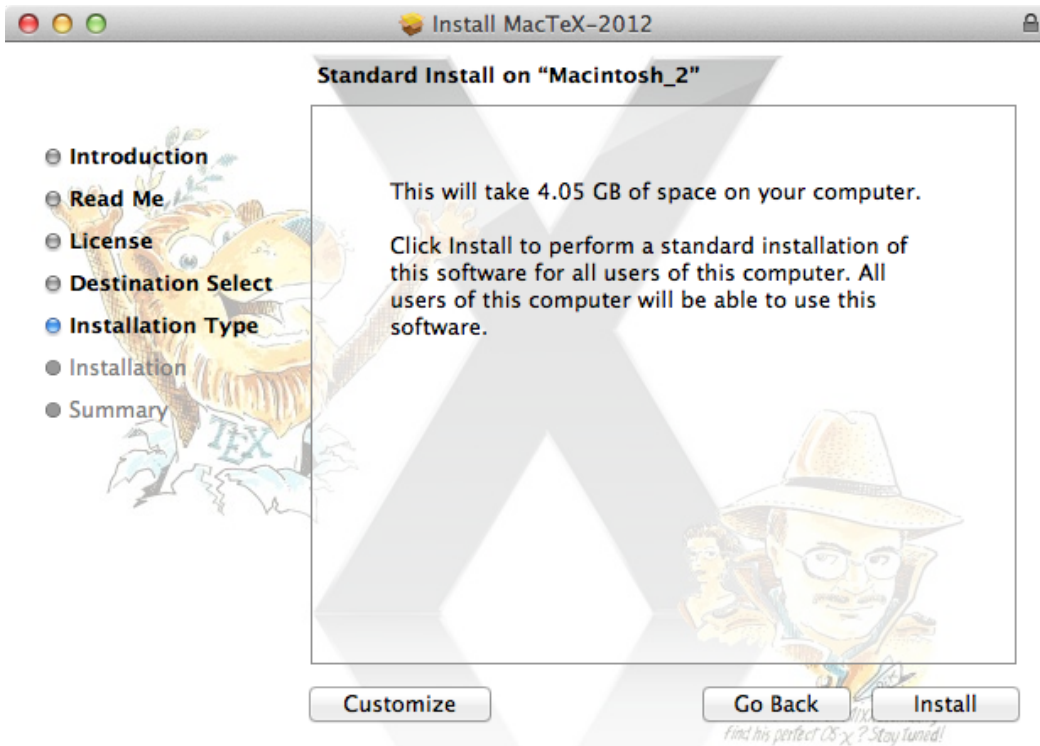 Install MacTeX-2012
Standard Install on “Macintosh_2”
Introduction
Read Me
License
Destination Select
Installation Type
Installation
Summary
This will take 4.05 GB of space on your computer.
Click Install to perform a standard installation of
this software for all users of this computer. All
users of this computer will be able to use this
software.
TEX
Customize
Go Back
Install
find his perfect OS-X? Stay tuned!